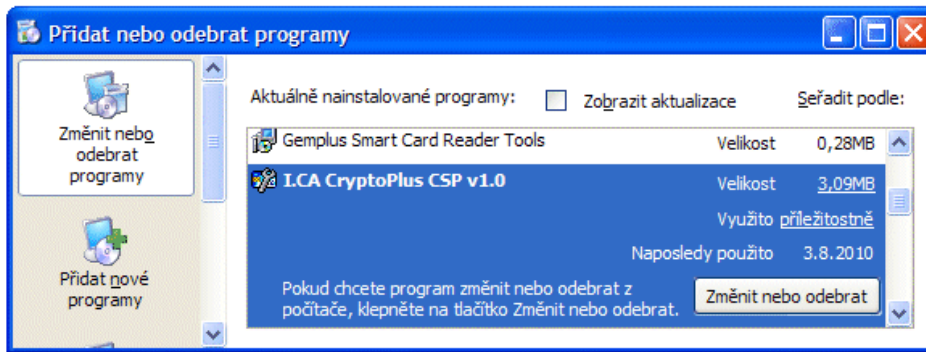 Přidat nebo odebrat programy
Změnit nebo
odebrat
programy
Přidat nové
programy
Aktuálně nainstalované programy:
Zobrazit aktualizace
Seřadit podle:
Gemplus Smart Card Reader Tools Velikost 0,28MB
I.CA CryptoPlus CSP v1.0 Velikost 3,09MB
Využito příležitostně
Naposledy použito 3.8.2010
Pokud chcete program změnit nebo odebrat z
počítače, klepněte na tlačítko Změnit nebo odebrat.
Změnit nebo odebrat